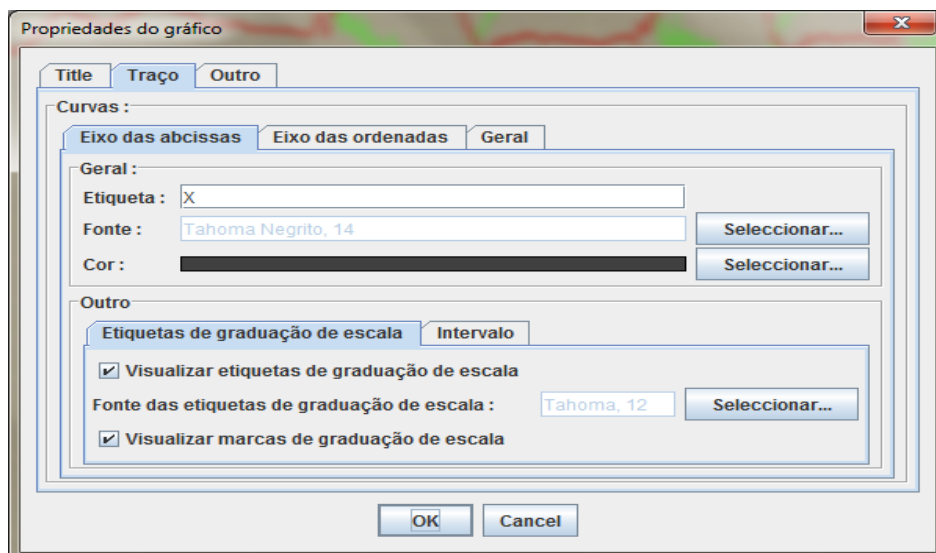 Propriedades do gráfico
Title Traço Outro
Curvas :
Eixo das abcissas Eixo das ordenadas Geral
Geral :
Etiqueta : X
Fonte : Tahoma Negrito, 14 Seleccionar...
Cor : Seleccionar...
Outro
Etiquetas de graduação de escala Intervalo
Visualizar etiquetas de graduação de escala
Fonte das etiquetas de graduação de escala : Tahoma, 12 Seleccionar...
Visualizar marcas de graduação de escala
OK Cancel